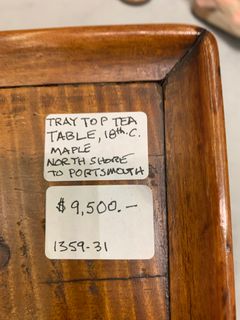 TRAY TOP TEA
TABLE, 18th. C.
MAPLE
NORTH SHORE
TO PORTSMOUTH
$9,500.—
1359-31